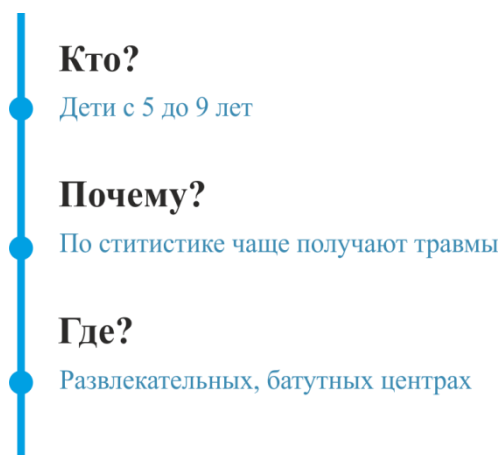 Кто?
Дети с 5 до 9 лет
Почему?
По ститистике чаще получают травмы
Где?
Развлекательных, батутных центрах